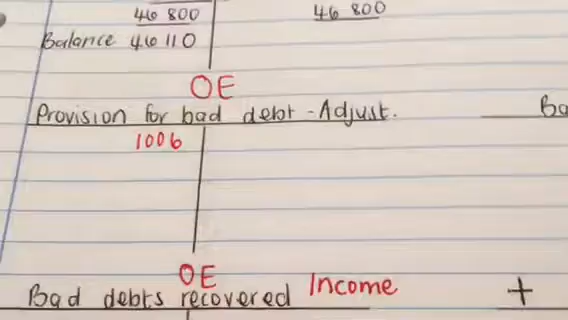 46 800 46 800
Balance 46 110
OE
Provision for bad debt - Adjust. Ba
1006
OE
Bad debts recovered Income +